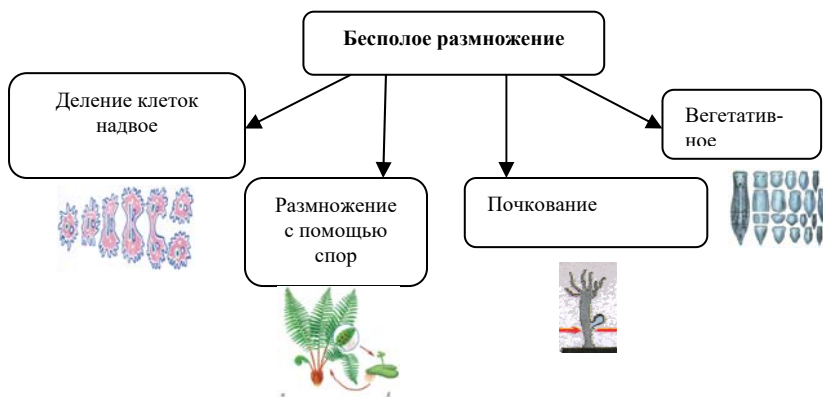 Бесполое размножение
Деление клеток
надвое
Вегетатив-
ное
Размножение
с помощью
спор
Почкование